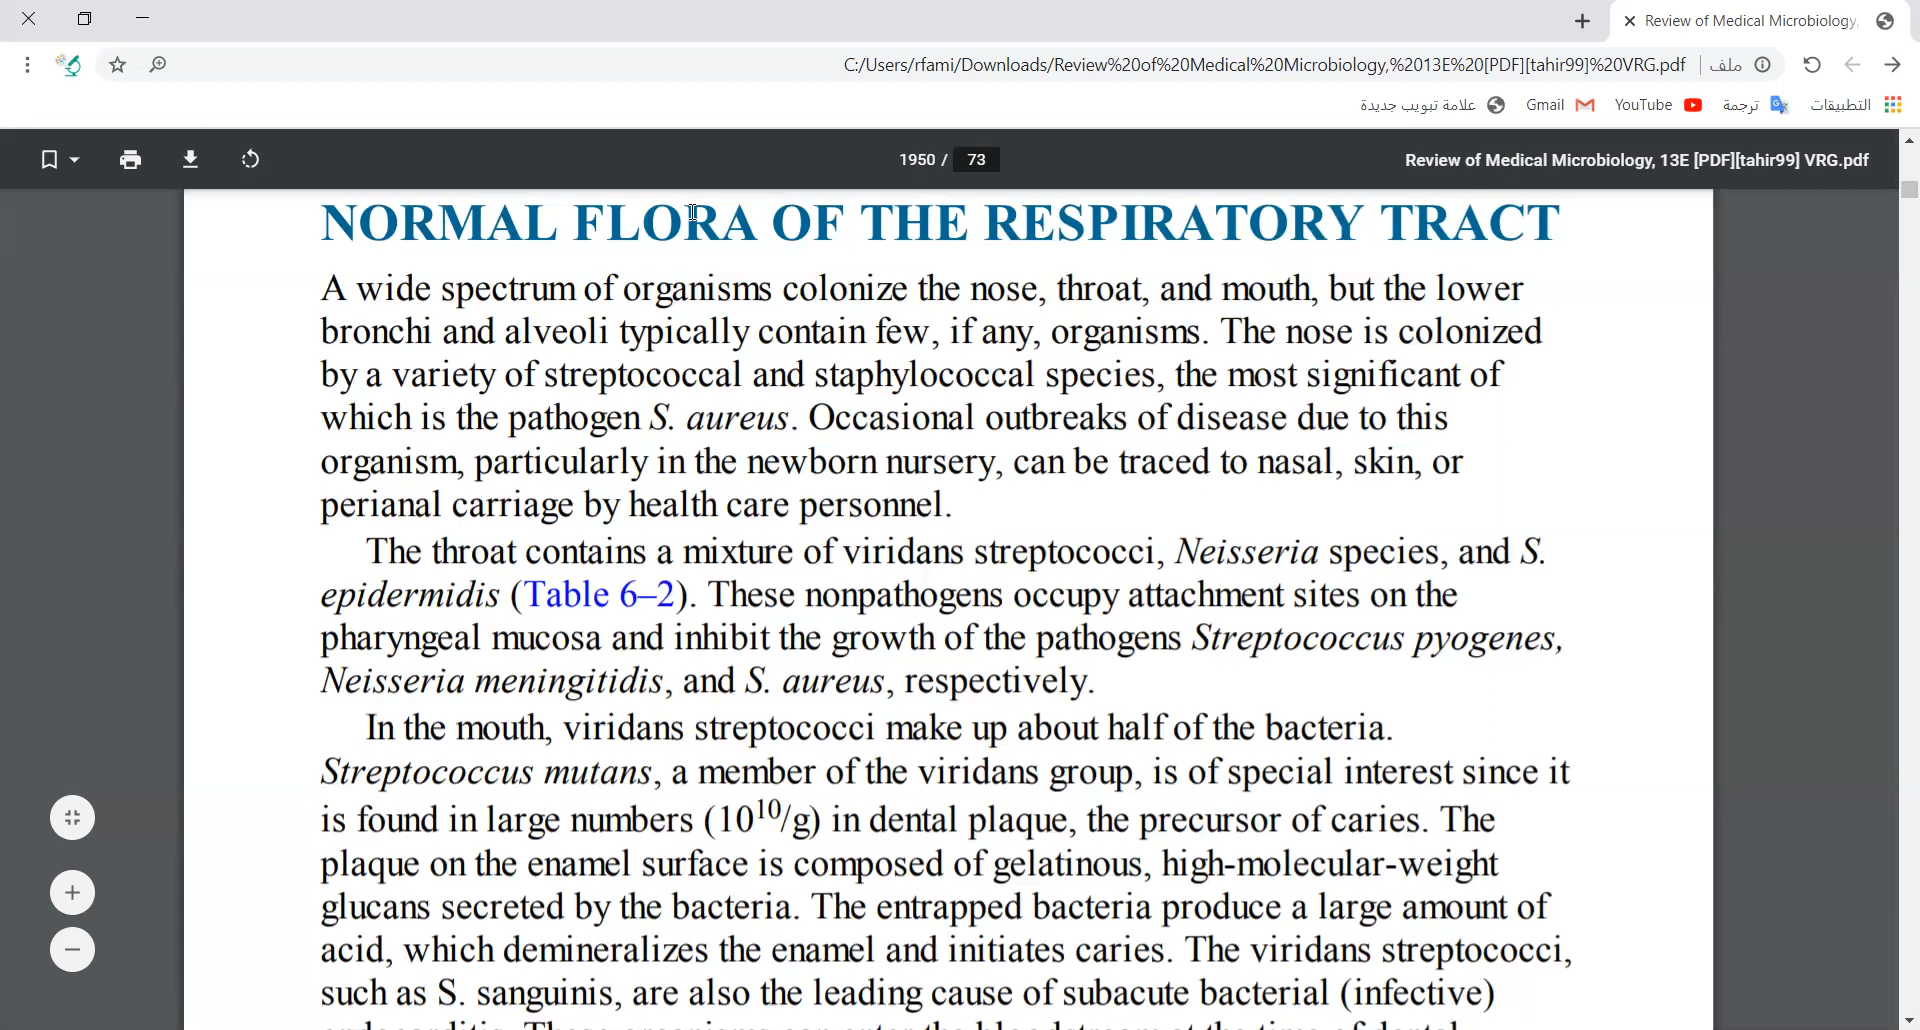 Review of Medical Microbiology,
C:/Users/rfami/Downloads/Review%20of%20Medical%20Microbiology,%2013E%20[PDF][tahir99]%20VRG.pdf | ملف
علامة تبويب جديدة Gmail YouTube ترجمة التطبيقات
1950 / 73
Review of Medical Microbiology, 13E [PDF][tahir99] VRG.pdf
NORMAL FLORA OF THE RESPIRATORY TRACT
A wide spectrum of organisms colonize the nose, throat, and mouth, but the lower
bronchi and alveoli typically contain few, if any, organisms. The nose is colonized
by a variety of streptococcal and staphylococcal species, the most significant of
which is the pathogen S. aureus. Occasional outbreaks of disease due to this
organism, particularly in the newborn nursery, can be traced to nasal, skin, or
perianal carriage by health care personnel.
The throat contains a mixture of viridans streptococci, Neisseria species, and S.
epidermidis (Table 6–2). These nonpathogens occupy attachment sites on the
pharyngeal mucosa and inhibit the growth of the pathogens Streptococcus pyogenes,
Neisseria meningitidis, and S. aureus, respectively.
In the mouth, viridans streptococci make up about half of the bacteria.
Streptococcus mutans, a member of the viridans group, is of special interest since it
is found in large numbers (10¹⁰/g) in dental plaque, the precursor of caries. The
plaque on the enamel surface is composed of gelatinous, high-molecular-weight
glucans secreted by the bacteria. The entrapped bacteria produce a large amount of
acid, which demineralizes the enamel and initiates caries. The viridans streptococci,
such as S. sanguinis, are also the leading cause of subacute bacterial (infective)